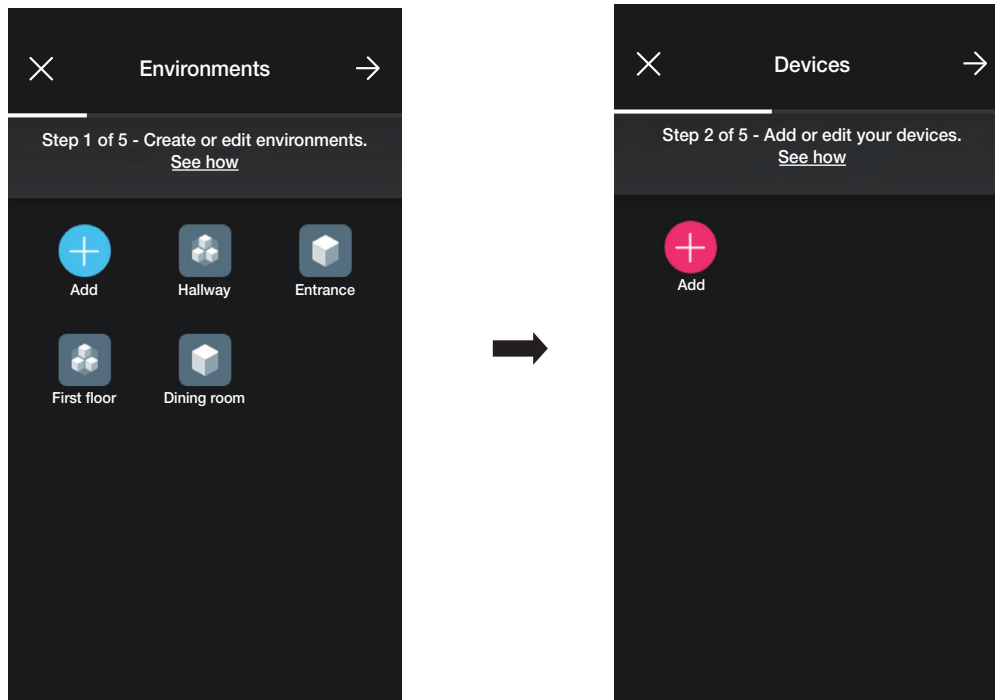 Environments
Step 1 of 5 - Create or edit environments.
See how
Add
Hallway
Entrance
First floor
Dining room
Devices
Step 2 of 5 - Add or edit your devices.
See how
Add